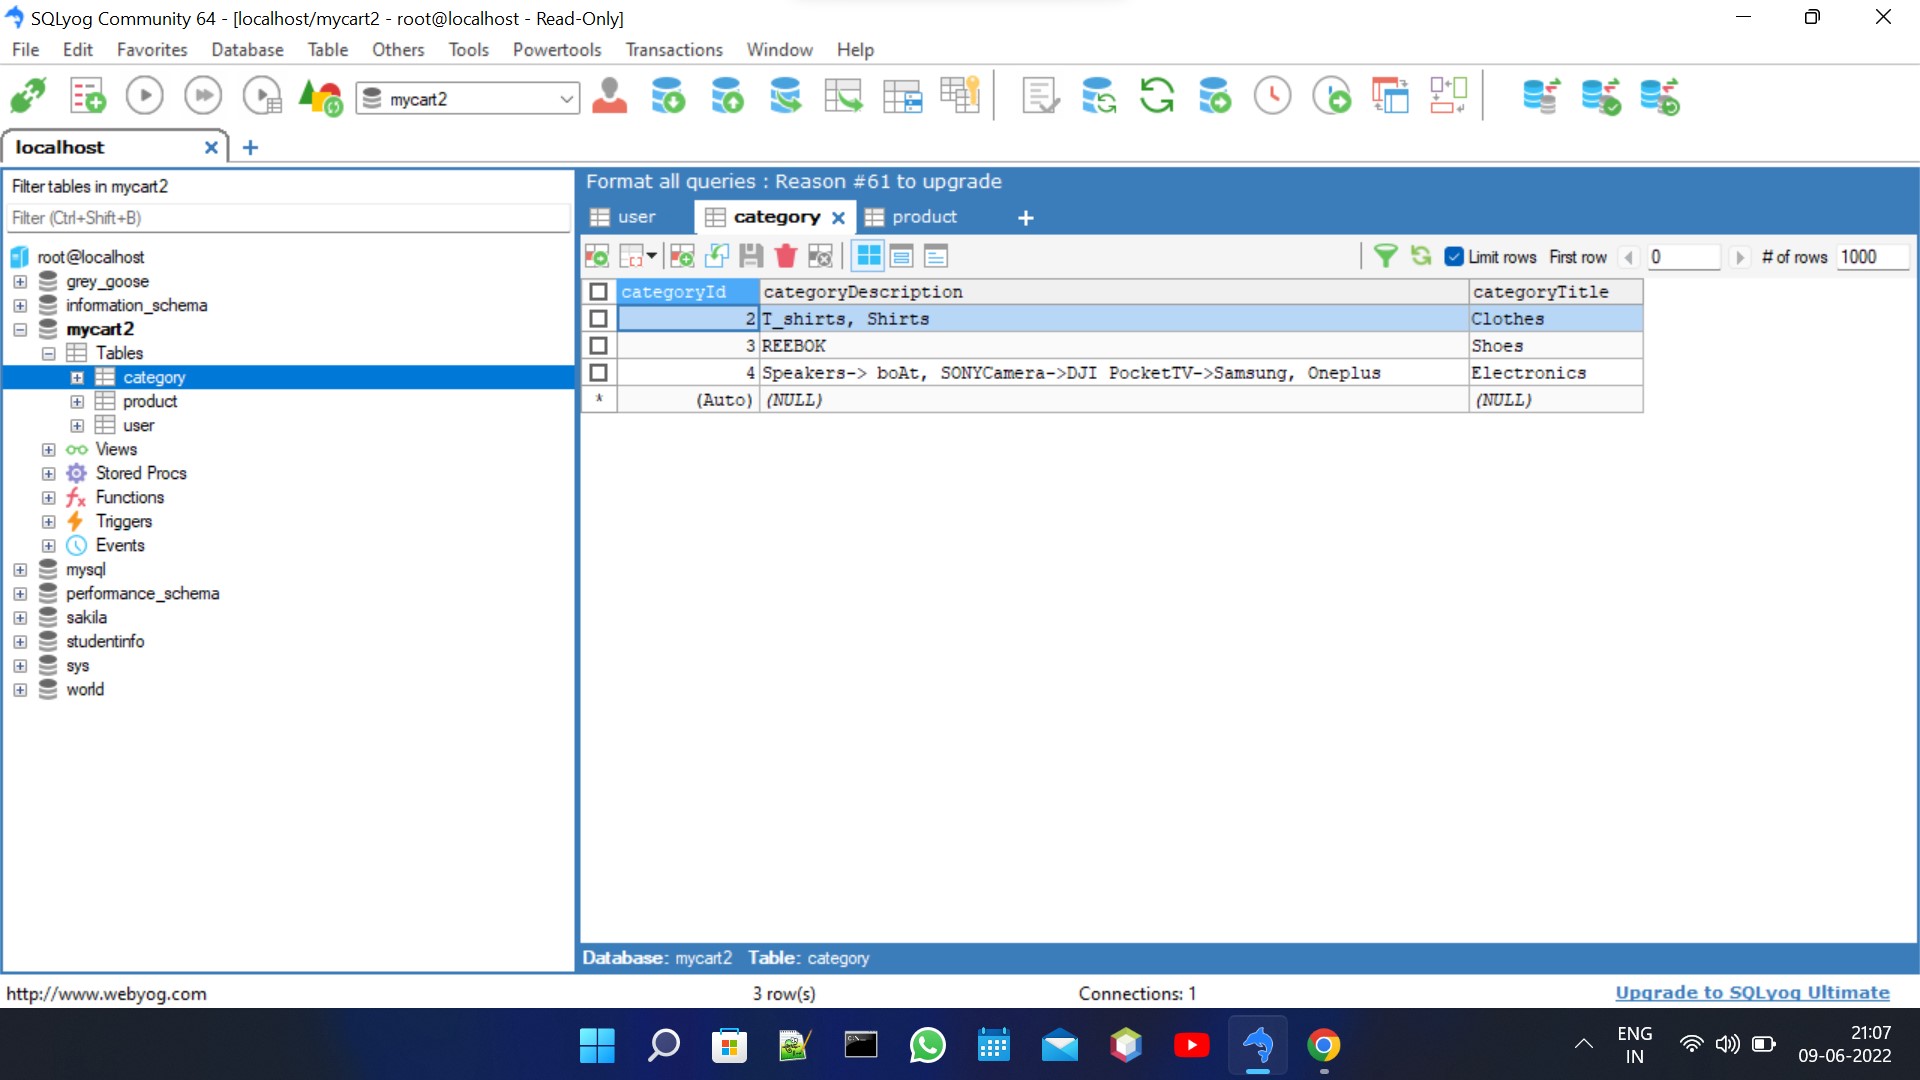 SQLyog Community 64 - [localhost/mycart2 - root@localhost - Read-Only]
File Edit Favorites Database Table Others Tools Powertools Transactions Window Help
mycart2
localhost
Filter tables in mycart2
Filter (Ctrl+Shift+B)
root@localhost
grey_goose
information_schema
mycart2
Tables
category
product
user
Views
Stored Procs
Functions
Triggers
Events
mysql
performance_schema
sakila
studentinfo
sys
world
Format all queries : Reason #61 to upgrade
user category product
Limit rows First row 0 # of rows 1000
categoryId categoryDescription categoryTitle
2 T_shirts, Shirts Clothes
3 REEBOK Shoes
4 Speakers-> boAt, SONYCamera->DJI PocketTV->Samsung, Oneplus Electronics
* (Auto) (NULL) (NULL)
Database: mycart2 Table: category
http://www.webyog.com 3 row(s) Connections: 1 Upgrade to SQLyog Ultimate
ENG 21:07
IN 09-06-2022